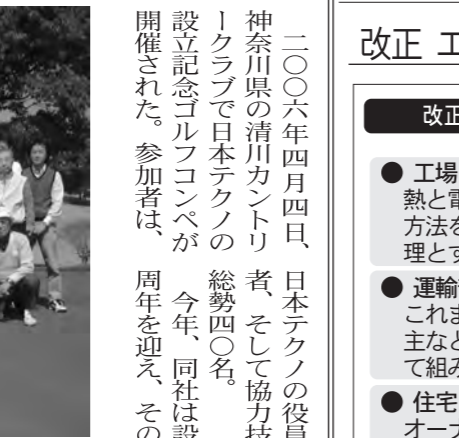 二〇〇六年四月四日、
神奈川県の清川カントリ
ークラブで日本テクノの
設立記念ゴルフコンペが
開催された。参加者は、
日本テクノの役員
者、そして協力技
総勢四〇名。
今年、同社は設
周年を迎え、その
改正 工
改正
● 工場
熱と電
方法を
理とす
● 運輸
これま
主など
て組み
● 住宅
オーナ